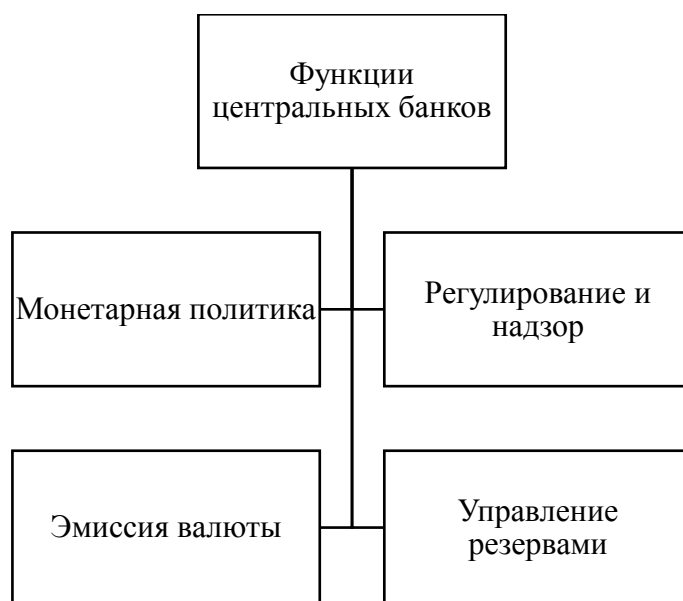 Функции
центральных банков
Монетарная политика
Регулирование и
надзор
Эмиссия валюты
Управление
резервами